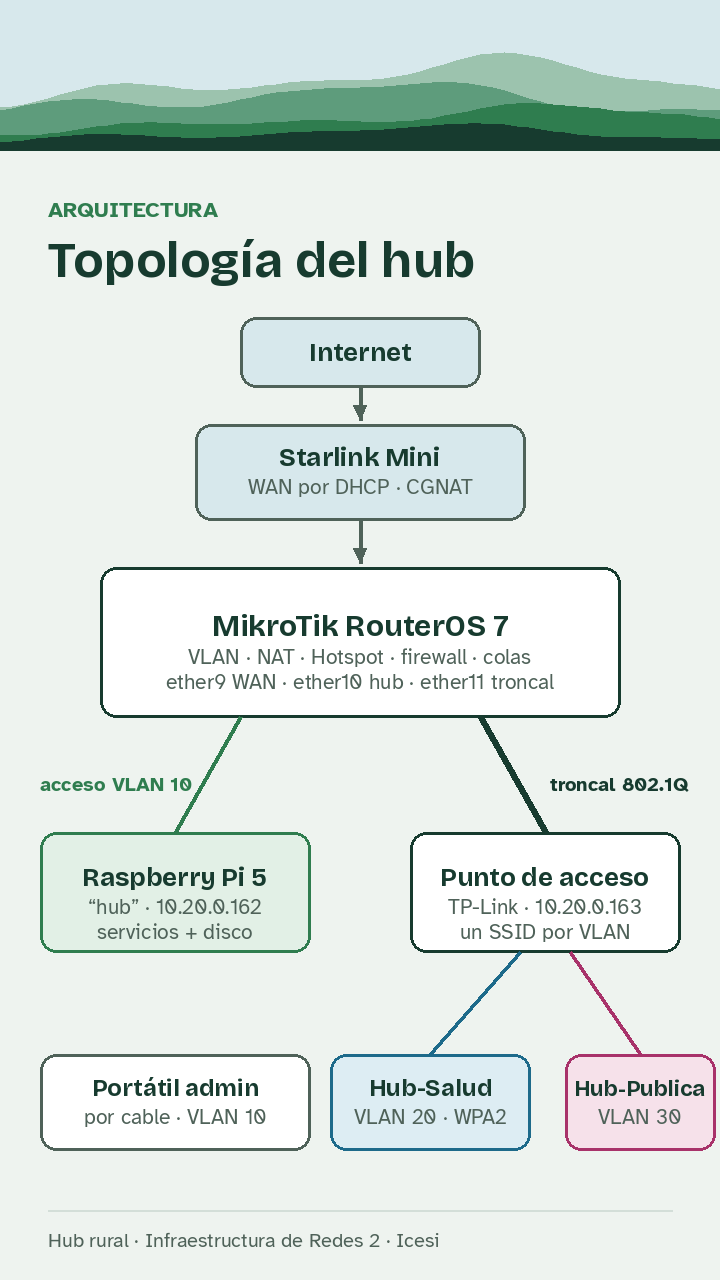 ARQUITECTURA
Topología del hub
Internet
Starlink Mini
WAN por DHCP · CGNAT
MikroTik RouterOS 7
VLAN · NAT · Hotspot · firewall · colas
ether9 WAN · ether10 hub · ether11 troncal
acceso VLAN 10
troncal 802.1Q
Raspberry Pi 5
“hub” · 10.20.0.162
servicios + disco
Punto de acceso
TP-Link · 10.20.0.163
un SSID por VLAN
Portátil admin
por cable · VLAN 10
Hub-Salud
VLAN 20 · WPA2
Hub-Publica
VLAN 30
Hub rural · Infraestructura de Redes 2 · Icesi